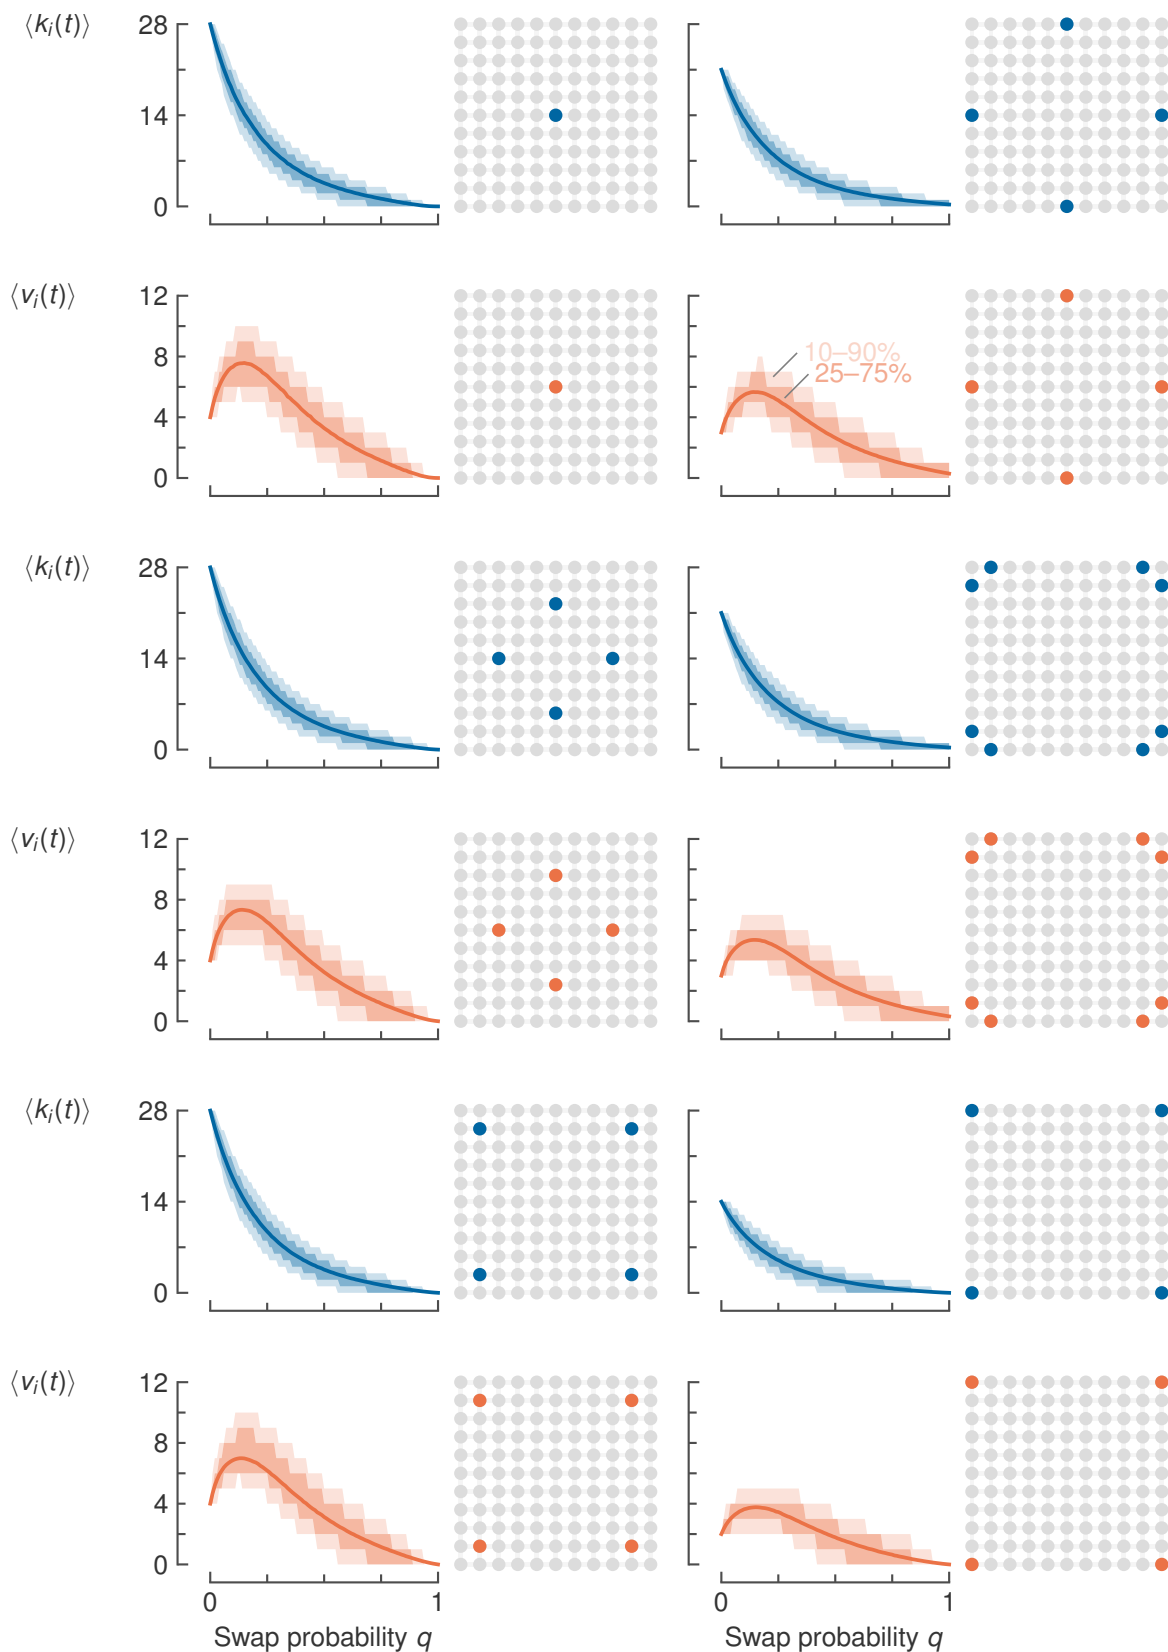 ⟨k_i(t)⟩
28
14
0
⟨v_i(t)⟩
12
8
4
0
10–90%
25–75%
⟨k_i(t)⟩
28
14
0
⟨v_i(t)⟩
12
8
4
0
⟨k_i(t)⟩
28
14
0
⟨v_i(t)⟩
12
8
4
0
0 1 0 1
Swap probability q Swap probability q